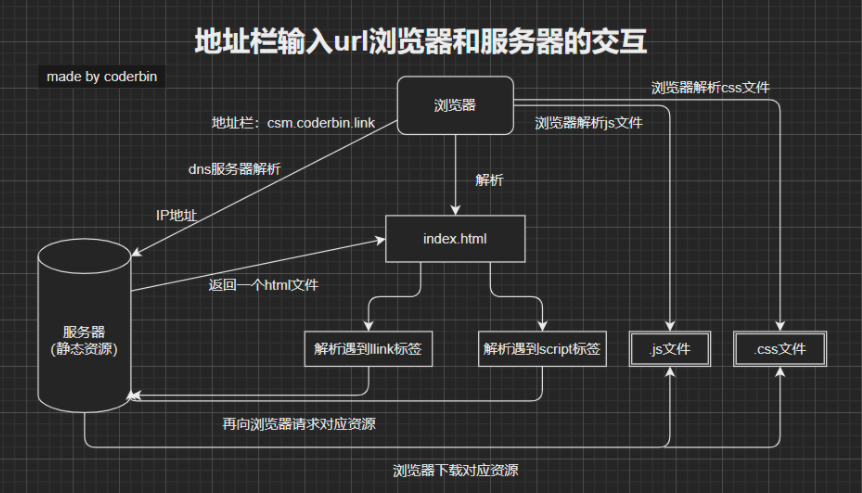 地址栏输入url浏览器和服务器的交互
made by coderbin
浏览器
浏览器解析css文件
地址栏：csm.coderbin.link
浏览器解析js文件
dns服务器解析
解析
IP地址
index.html
返回一个html文件
服务器
(静态资源)
解析遇到llink标签
解析遇到script标签
.js文件
.css文件
再向浏览器请求对应资源
浏览器下载对应资源